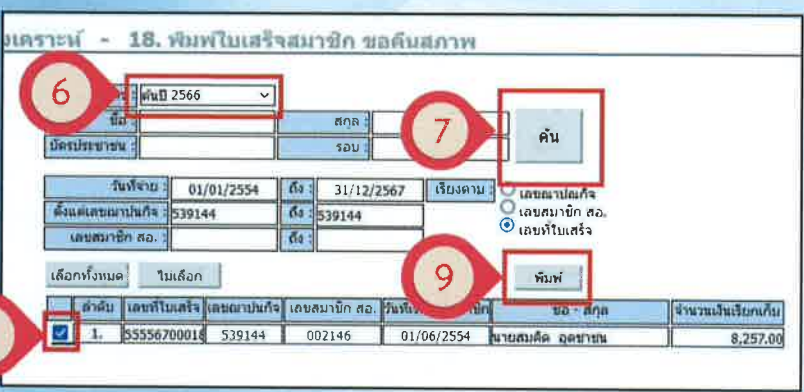 งเคราะห์ - 18. พิมพ์ใบเสร็จสมาชิก ขอคืนสภาพ
6
ต้นปี 2566
ชื่อ : สกุล :
7
ค้น
บัตรประชาชน : รอบ :
วันที่จ่าย : 01/01/2554 ถึง : 31/12/2567 เรียงตาม :
เลขฌาปณกิจ
ตั้งแต่เลขฌาปนกิจ : 539144 ถึง : 539144
เลขสมาชิก สอ.
เลขที่ใบเสร็จ
เลขสมาชิก สอ. : ถึง :
เลือกทั้งหมด ไม่เลือก
9
พิมพ์
ลำดับ เลขที่ใบเสร็จ เลขฌาปนกิจ เลขสมาชิก สอ. ชื่อ - สกุล จำนวนเงินเรียกเก็บ
1. 55556700018 539144 002146 01/06/2554 นายสมคิด อุดชาชน 8,257.00